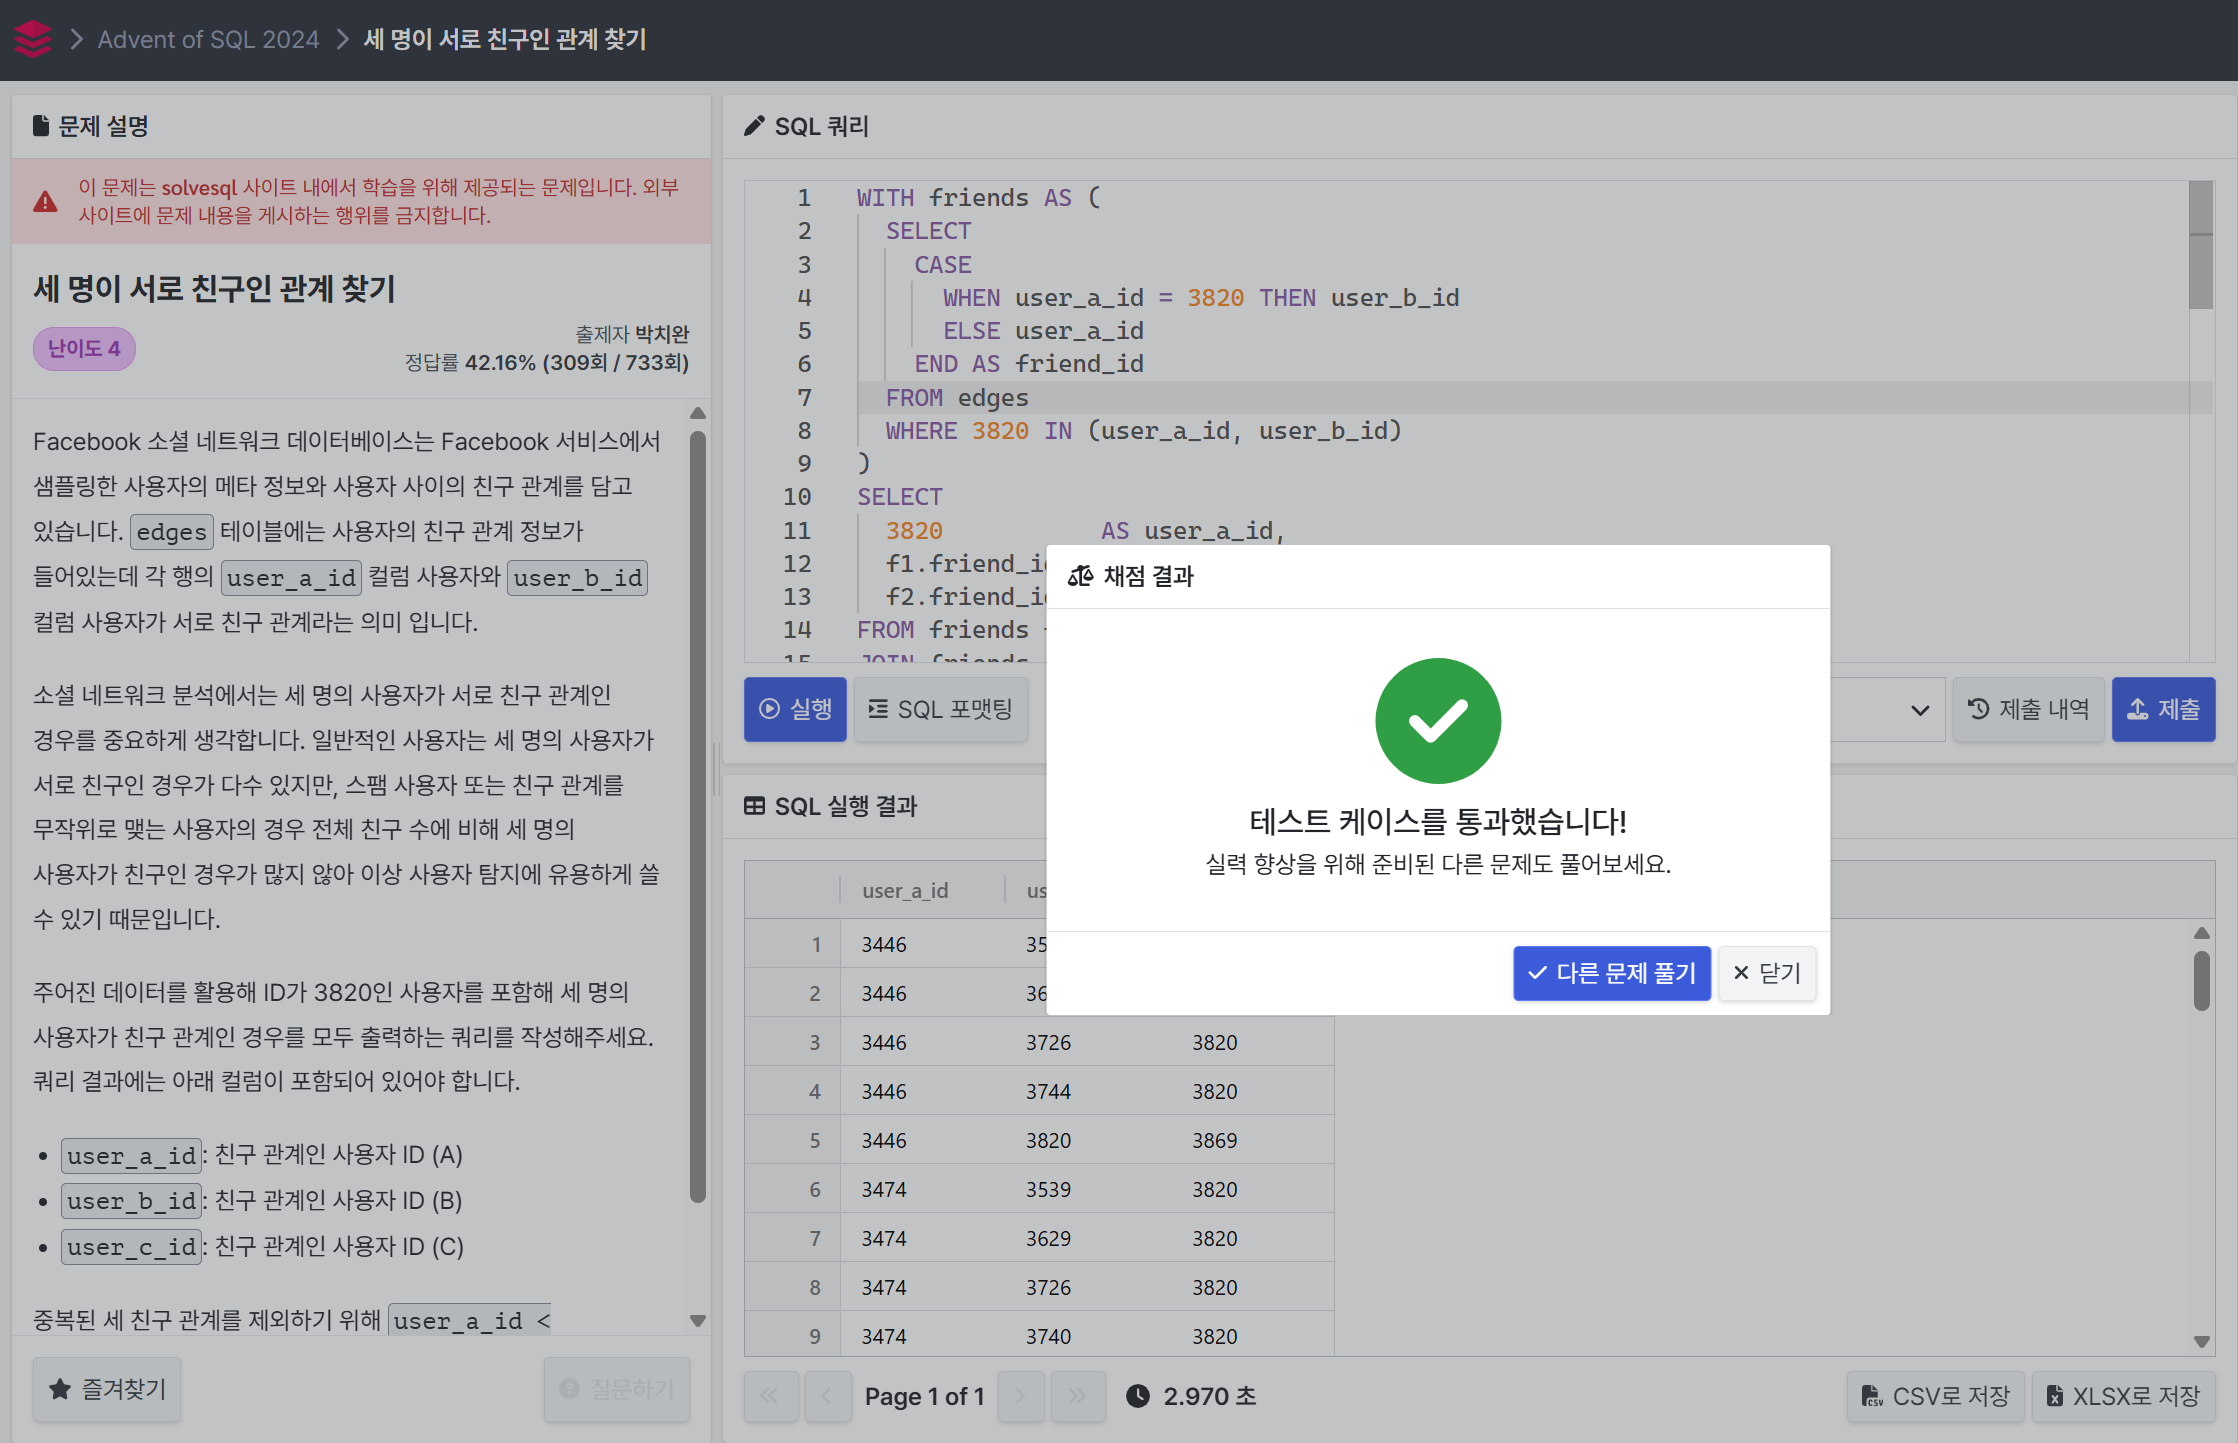 Advent of SQL 2024
세 명이 서로 친구인 관계 찾기
문제 설명
이 문제는 solvesql 사이트 내에서 학습을 위해 제공되는 문제입니다. 외부
사이트에 문제 내용을 게시하는 행위를 금지합니다.
세 명이 서로 친구인 관계 찾기
난이도 4
출제자 박치완
정답률 42.16% (309회 / 733회)
Facebook 소셜 네트워크 데이터베이스는 Facebook 서비스에서
샘플링한 사용자의 메타 정보와 사용자 사이의 친구 관계를 담고
있습니다. edges 테이블에는 사용자의 친구 관계 정보가
들어있는데 각 행의 user_a_id 컬럼 사용자와 user_b_id
컬럼 사용자가 서로 친구 관계라는 의미 입니다.
소셜 네트워크 분석에서는 세 명의 사용자가 서로 친구 관계인
경우를 중요하게 생각합니다. 일반적인 사용자는 세 명의 사용자가
서로 친구인 경우가 다수 있지만, 스팸 사용자 또는 친구 관계를
무작위로 맺는 사용자의 경우 전체 친구 수에 비해 세 명의
사용자가 친구인 경우가 많지 않아 이상 사용자 탐지에 유용하게 쓸
수 있기 때문입니다.
주어진 데이터를 활용해 ID가 3820인 사용자를 포함해 세 명의
사용자가 친구 관계인 경우를 모두 출력하는 쿼리를 작성해주세요.
쿼리 결과에는 아래 컬럼이 포함되어 있어야 합니다.
• user_a_id: 친구 관계인 사용자 ID (A)
• user_b_id: 친구 관계인 사용자 ID (B)
• user_c_id: 친구 관계인 사용자 ID (C)
중복된 세 친구 관계를 제외하기 위해 user_a_id <
즐겨찾기
질문하기
SQL 쿼리
1 WITH friends AS (
2 SELECT
3 CASE
4 WHEN user_a_id = 3820 THEN user_b_id
5 ELSE user_a_id
6 END AS friend_id
7 FROM edges
8 WHERE 3820 IN (user_a_id, user_b_id)
9 )
10 SELECT
11 3820 AS user_a_id,
12 f1.friend_i
13 f2.friend_i
14 FROM friends
15 JOIN friends
실행
SQL 포맷팅
제출 내역
제출
SQL 실행 결과
user_a_id us
1 3446 35
2 3446 36
3 3446 3726 3820
4 3446 3744 3820
5 3446 3820 3869
6 3474 3539 3820
7 3474 3629 3820
8 3474 3726 3820
9 3474 3740 3820
Page 1 of 1
2.970 초
CSV로 저장
XLSX로 저장
채점 결과
테스트 케이스를 통과했습니다!
실력 향상을 위해 준비된 다른 문제도 풀어보세요.
다른 문제 풀기
닫기